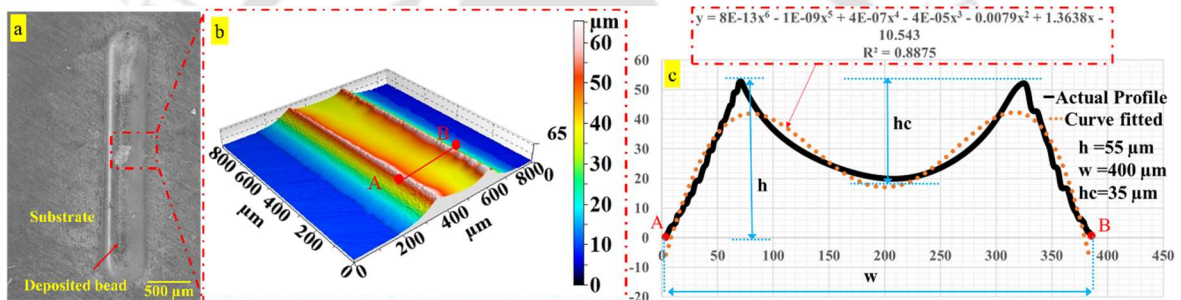 a
Substrate
Deposited bead
500 µm
b
µm
60
50
40
30
20
10
0
65
800
600
400
200
0
µm
0
200
400
600
800
0
µm
A
B
y = 8E-13x⁶ - 1E-09x⁵ + 4E-07x⁴ - 4E-05x³ - 0.0079x² + 1.3638x -
10.543
R² = 0.8875
c
60
50
40
30
20
10
0
-10
-20
0 50 100 150 200 250 300 350 400 450
A
B
h
hc
w
Actual Profile
Curve fitted
h =55 µm
w =400 µm
hc=35 µm